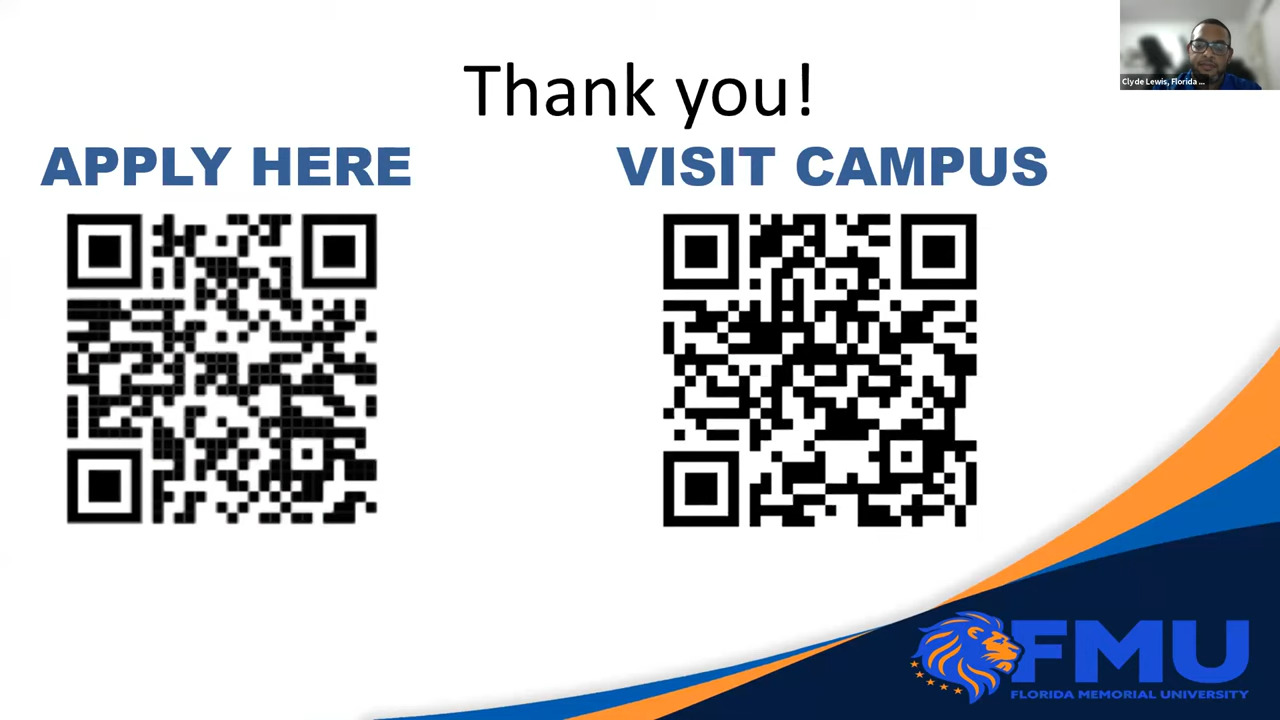 Thank you!
APPLY HERE
VISIT CAMPUS
Clyde Lewis, Florida ...
FMU
FLORIDA MEMORIAL UNIVERSITY